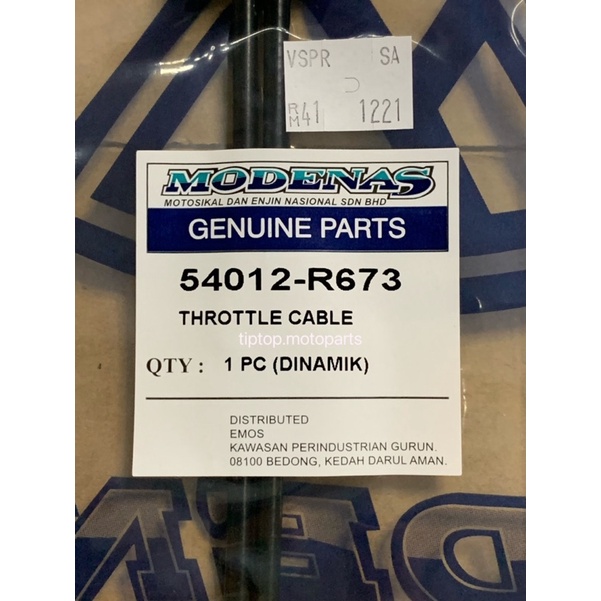 VSPR SA
RM41 1221
MODENAS
MOTOSIKAL DAN ENJIN NASIONAL SDN BHD
GENUINE PARTS
54012-R673
THROTTLE CABLE
tiptop.motoparts
QTY : 1 PC (DINAMIK)
DISTRIBUTED
EMOS
KAWASAN PERINDUSTRIAN GURUN.
08100 BEDONG, KEDAH DARUL AMAN.